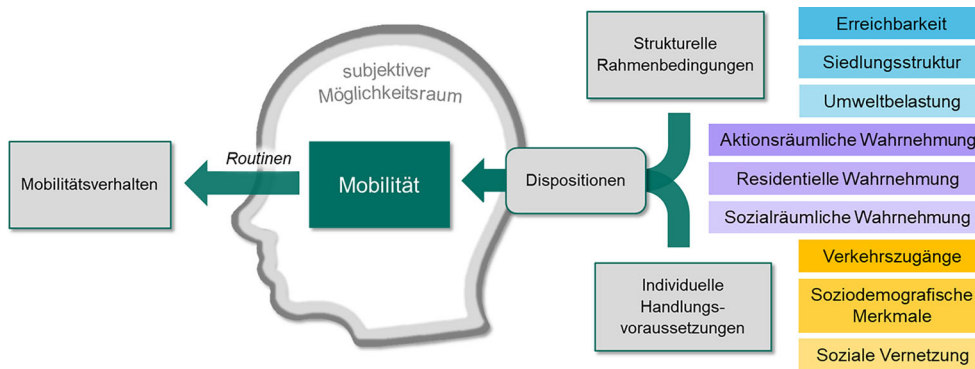 Mobilitätsverhalten
Routinen
subjektiver
Möglichkeitsraum
Mobilität
Dispositionen
Strukturelle
Rahmenbedingungen
Individuelle
Handlungs-
voraussetzungen
Erreichbarkeit
Siedlungsstruktur
Umweltbelastung
Aktionsräumliche Wahrnehmung
Residentielle Wahrnehmung
Sozialräumliche Wahrnehmung
Verkehrszugänge
Soziodemografische
Merkmale
Soziale Vernetzung